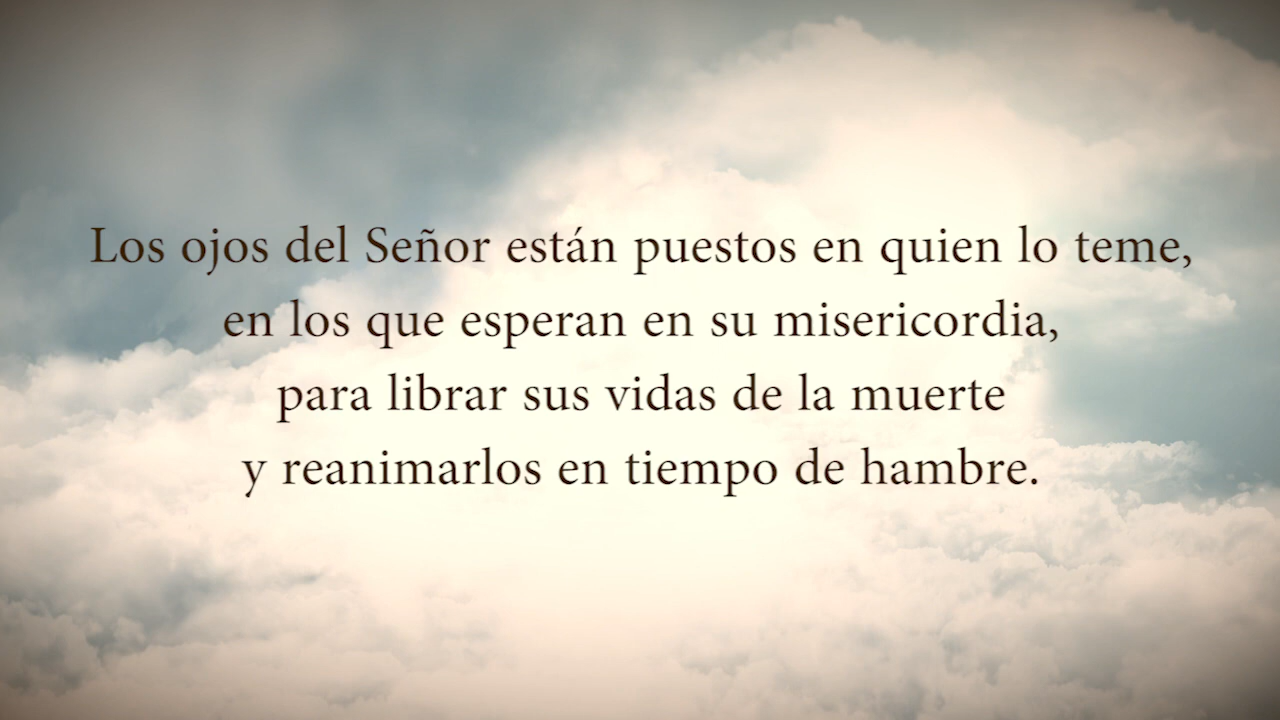 Los ojos del Señor están puestos en quien lo teme,
en los que esperan en su misericordia,
para librar sus vidas de la muerte
y reanimarlos en tiempo de hambre.